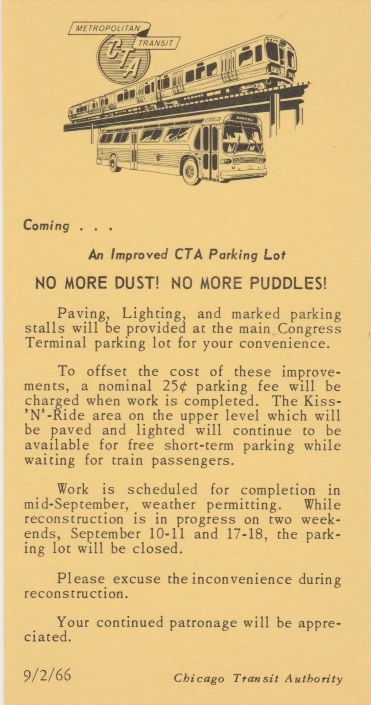 METROPOLITAN
TRANSIT
CTA
Coming . . .
An Improved CTA Parking Lot
NO MORE DUST! NO MORE PUDDLES!
Paving, Lighting, and marked parking
stalls will be provided at the main Congress
Terminal parking lot for your convenience.
To offset the cost of these improve-
ments, a nominal 25¢ parking fee will be
charged when work is completed. The Kiss-
'N'-Ride area on the upper level which will
be paved and lighted will continue to be
available for free short-term parking while
waiting for train passengers.
Work is scheduled for completion in
mid-September, weather permitting. While
reconstruction is in progress on two week-
ends, September 10-11 and 17-18, the park-
ing lot will be closed.
Please excuse the inconvenience during
reconstruction.
Your continued patronage will be appre-
ciated.
9/2/66
Chicago Transit Authority